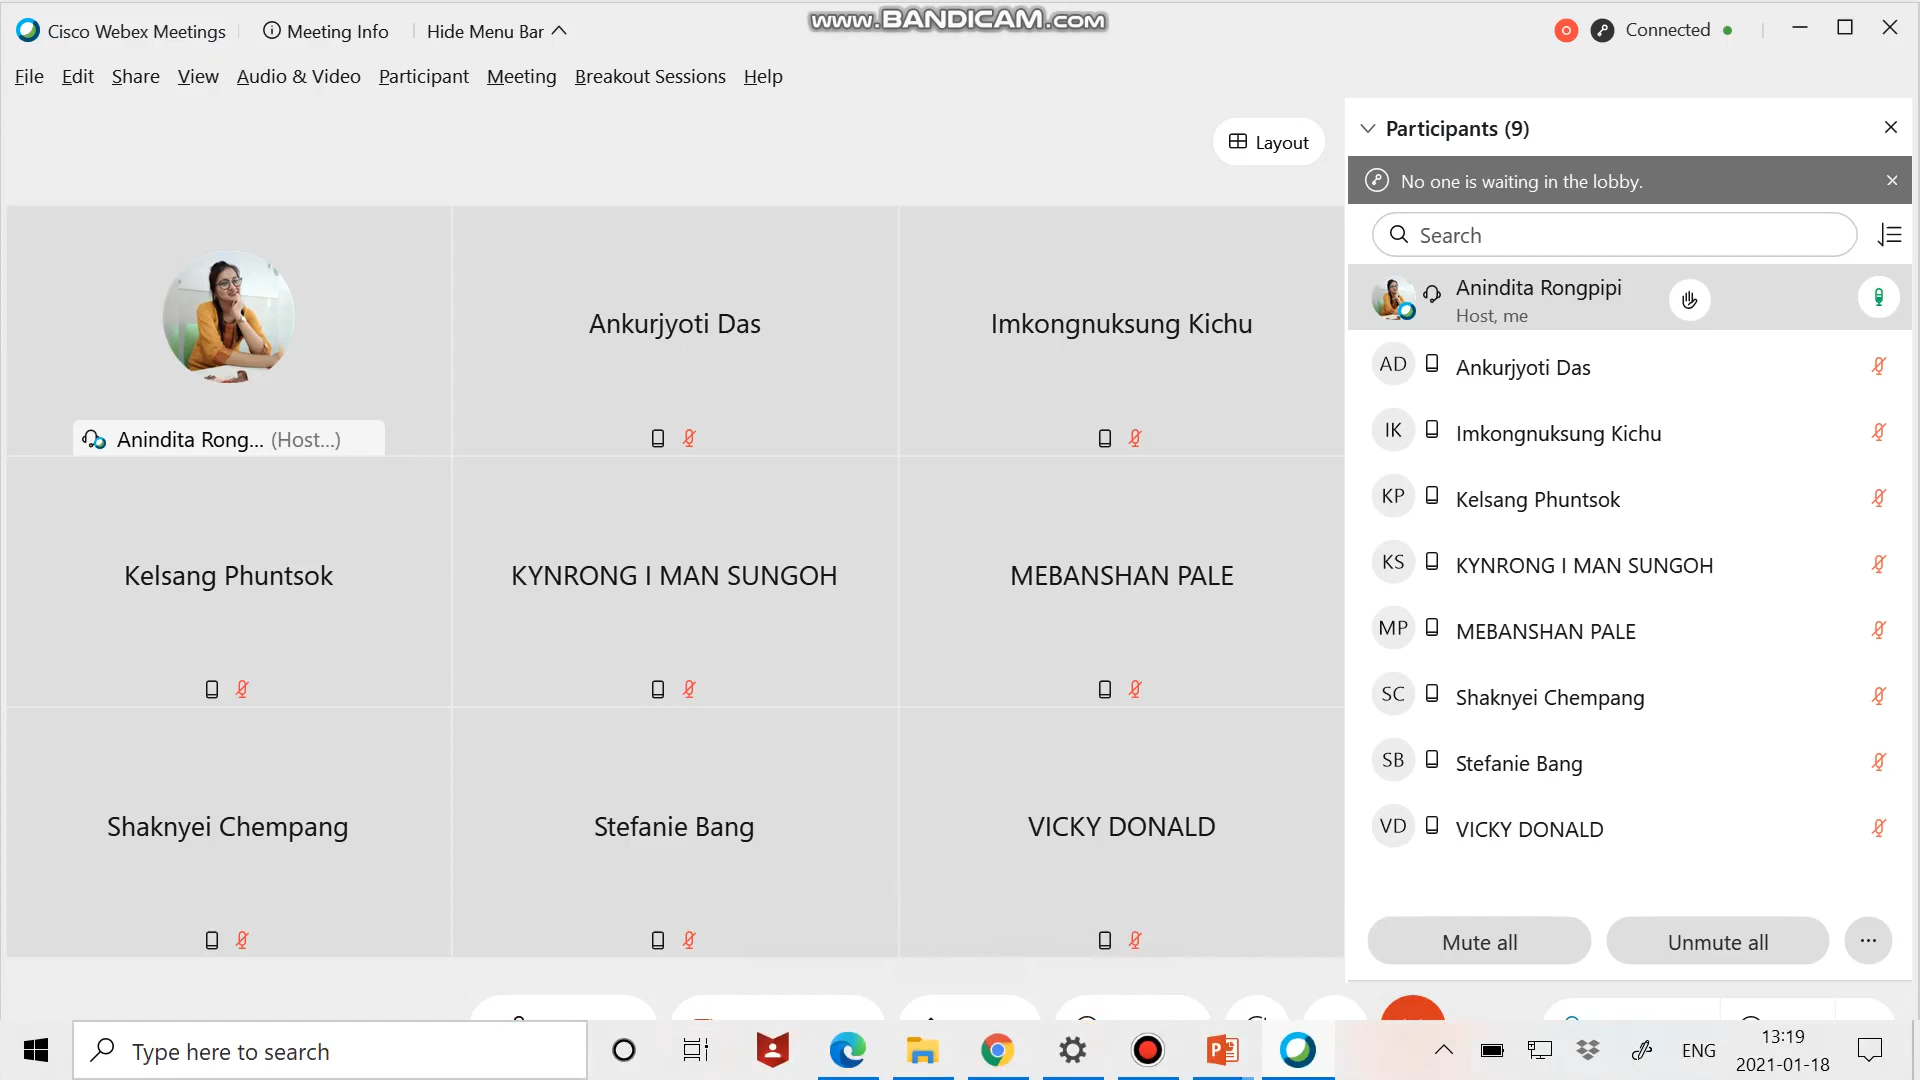 www.BANDICAM.com
Cisco Webex Meetings
Meeting Info
Hide Menu Bar
Connected
File Edit Share View Audio & Video Participant Meeting Breakout Sessions Help
Layout
Anindita Rong... (Host...)
Ankurjyoti Das
Imkongnuksung Kichu
Kelsang Phuntsok
KYNRONG I MAN SUNGOH
MEBANSHAN PALE
Shaknyei Chempang
Stefanie Bang
VICKY DONALD
Participants (9)
No one is waiting in the lobby.
Search
Anindita Rongpipi
Host, me
AD Ankurjyoti Das
IK Imkongnuksung Kichu
KP Kelsang Phuntsok
KS KYNRONG I MAN SUNGOH
MP MEBANSHAN PALE
SC Shaknyei Chempang
SB Stefanie Bang
VD VICKY DONALD
Mute all
Unmute all
Type here to search
ENG
13:19
2021-01-18